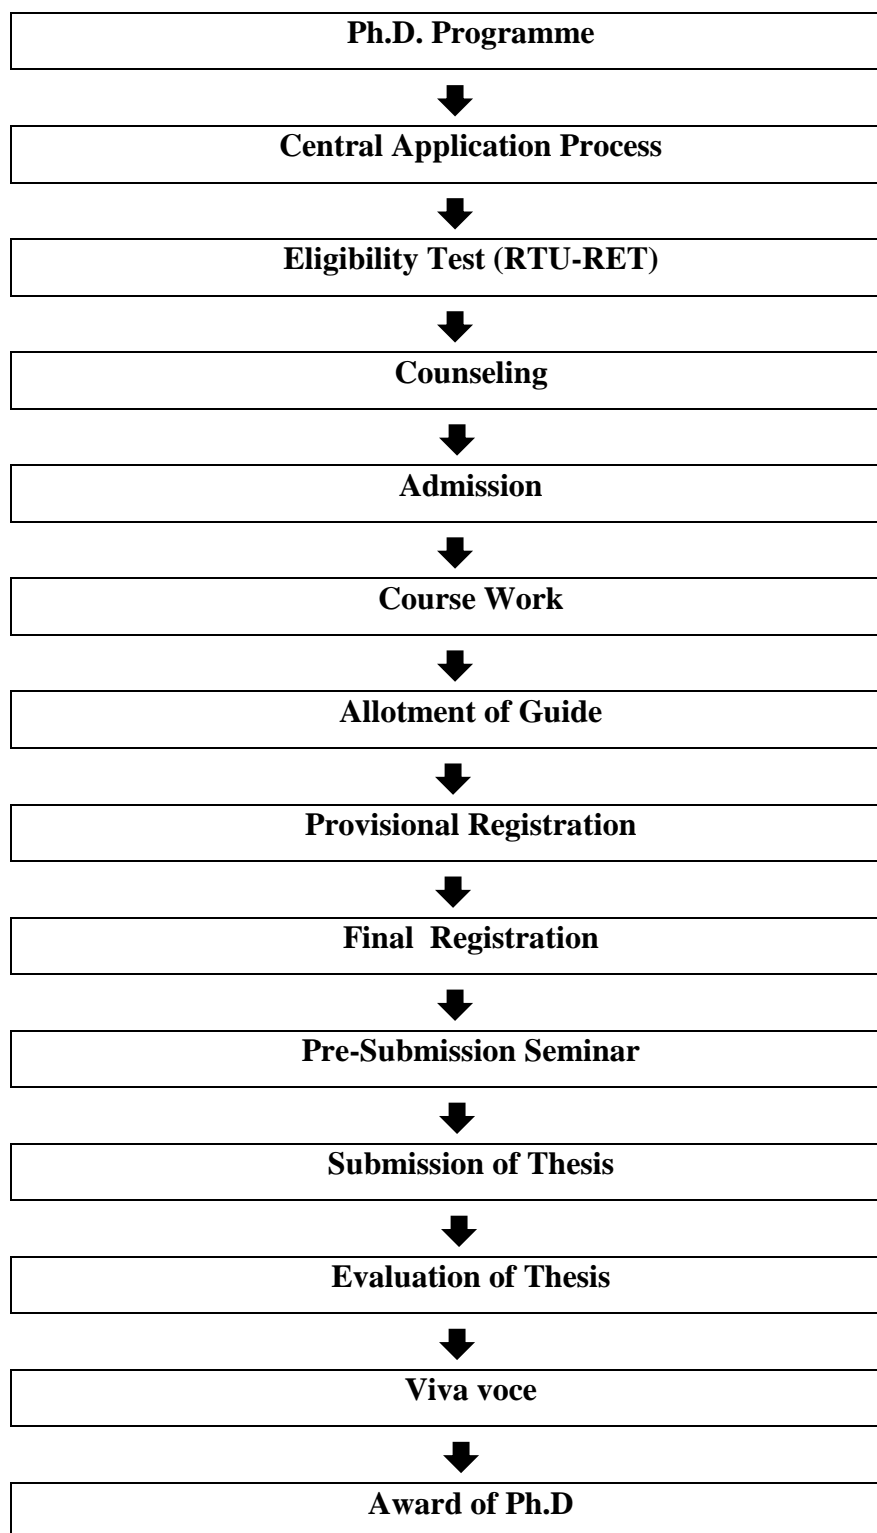 Ph.D. Programme
Central Application Process
Eligibility Test (RTU-RET)
Counseling
Admission
Course Work
Allotment of Guide
Provisional Registration
Final  Registration
Pre-Submission Seminar
Submission of Thesis
Evaluation of Thesis
Viva voce
Award of Ph.D